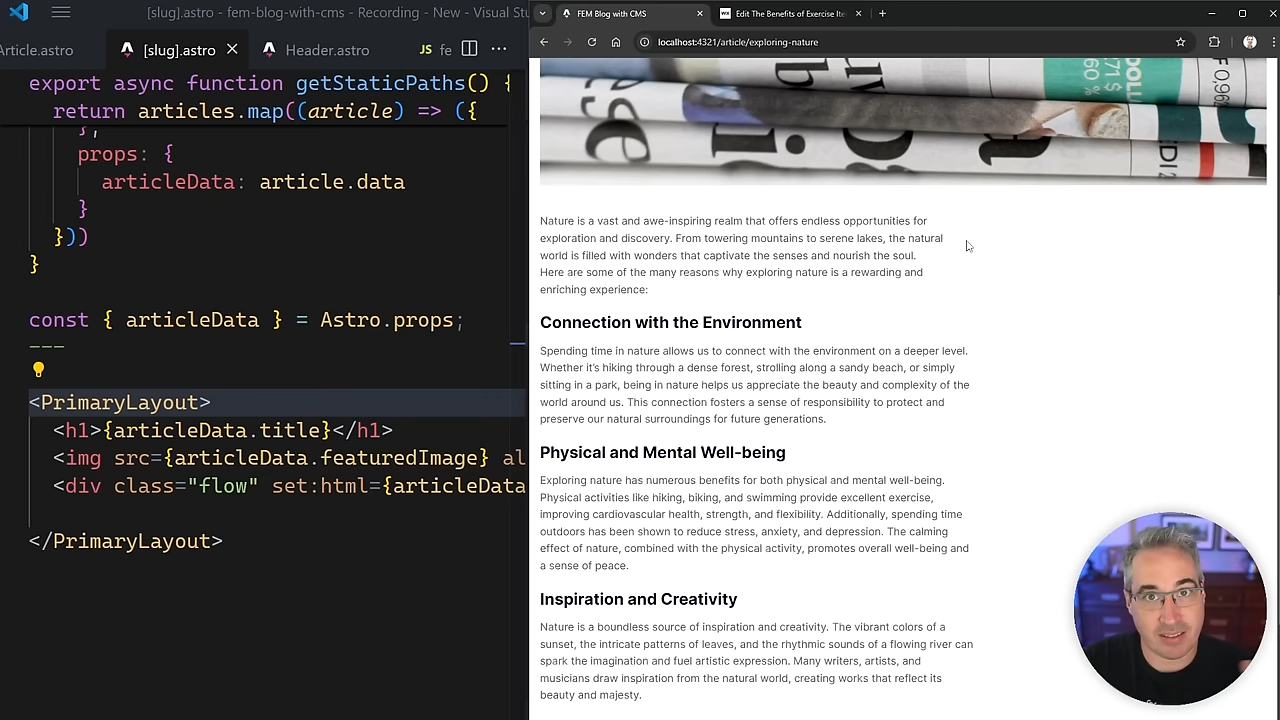 [slug].astro - fem-blog-with-cms - Recording - New - Visual Stu
Article.astro
[slug].astro
Header.astro
JS fe
export async function getStaticPaths() {
return articles.map((article) => ({
},
props: {
articleData: article.data
}
}))
}
const { articleData } = Astro.props;
---
<PrimaryLayout>
<h1>{articleData.title}</h1>
<img src={articleData.featuredImage} al
<div class="flow" set:html={articleData
</PrimaryLayout>
FEM Blog with CMS
Edit The Benefits of Exercise Ite
localhost:4321/article/exploring-nature
Nature is a vast and awe-inspiring realm that offers endless opportunities for
exploration and discovery. From towering mountains to serene lakes, the natural
world is filled with wonders that captivate the senses and nourish the soul.
Here are some of the many reasons why exploring nature is a rewarding and
enriching experience:
Connection with the Environment
Spending time in nature allows us to connect with the environment on a deeper level.
Whether it's hiking through a dense forest, strolling along a sandy beach, or simply
sitting in a park, being in nature helps us appreciate the beauty and complexity of the
world around us. This connection fosters a sense of responsibility to protect and
preserve our natural surroundings for future generations.
Physical and Mental Well-being
Exploring nature has numerous benefits for both physical and mental well-being.
Physical activities like hiking, biking, and swimming provide excellent exercise,
improving cardiovascular health, strength, and flexibility. Additionally, spending time
outdoors has been shown to reduce stress, anxiety, and depression. The calming
effect of nature, combined with the physical activity, promotes overall well-being and
a sense of peace.
Inspiration and Creativity
Nature is a boundless source of inspiration and creativity. The vibrant colors of a
sunset, the intricate patterns of leaves, and the rhythmic sounds of a flowing river can
spark the imagination and fuel artistic expression. Many writers, artists, and
musicians draw inspiration from the natural world, creating works that reflect its
beauty and majesty.